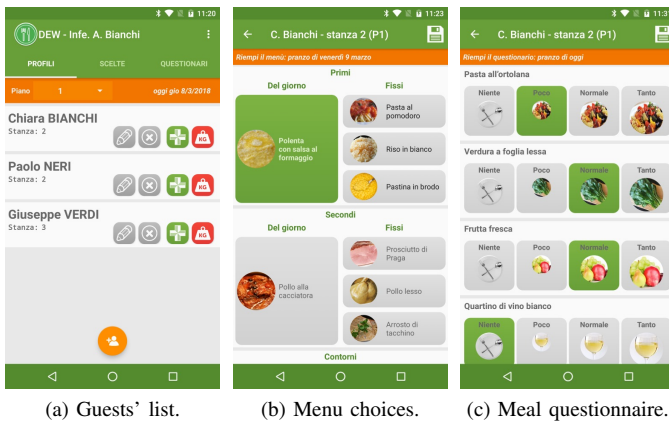 11:20
DEW - Infe. A. Bianchi
PROFILI SCELTE QUESTIONARI
Piano 1 oggi gio 8/3/2018
Chiara BIANCHI
Stanza: 2
KG
Paolo NERI
Stanza: 2
KG
Giuseppe VERDI
Stanza: 3
KG
(a) Guests' list.
11:23
C. Bianchi - stanza 2 (P1)
Riempi il menù: pranzo di venerdì 9 marzo
Primi
Del giorno Fissi
Polenta
con salsa al
formaggio
Pasta al
pomodoro
Riso in bianco
Pastina in brodo
Secondi
Del giorno Fissi
Pollo alla
cacciatora
Prosciutto di
Praga
Pollo lesso
Arrosto di
tacchino
Contorni
(b) Menu choices.
11:3
C. Bianchi - stanza 2 (P1)
Riempi il questionario: pranzo di oggi
Pasta all'ortolana
Niente Poco Normale Tanto
Verdura a foglia lessa
Niente Poco Normale Tanto
Frutta fresca
Niente Poco Normale Tanto
Quartino di vino bianco
Niente Poco Normale Tanto
(c) Meal questionnaire.